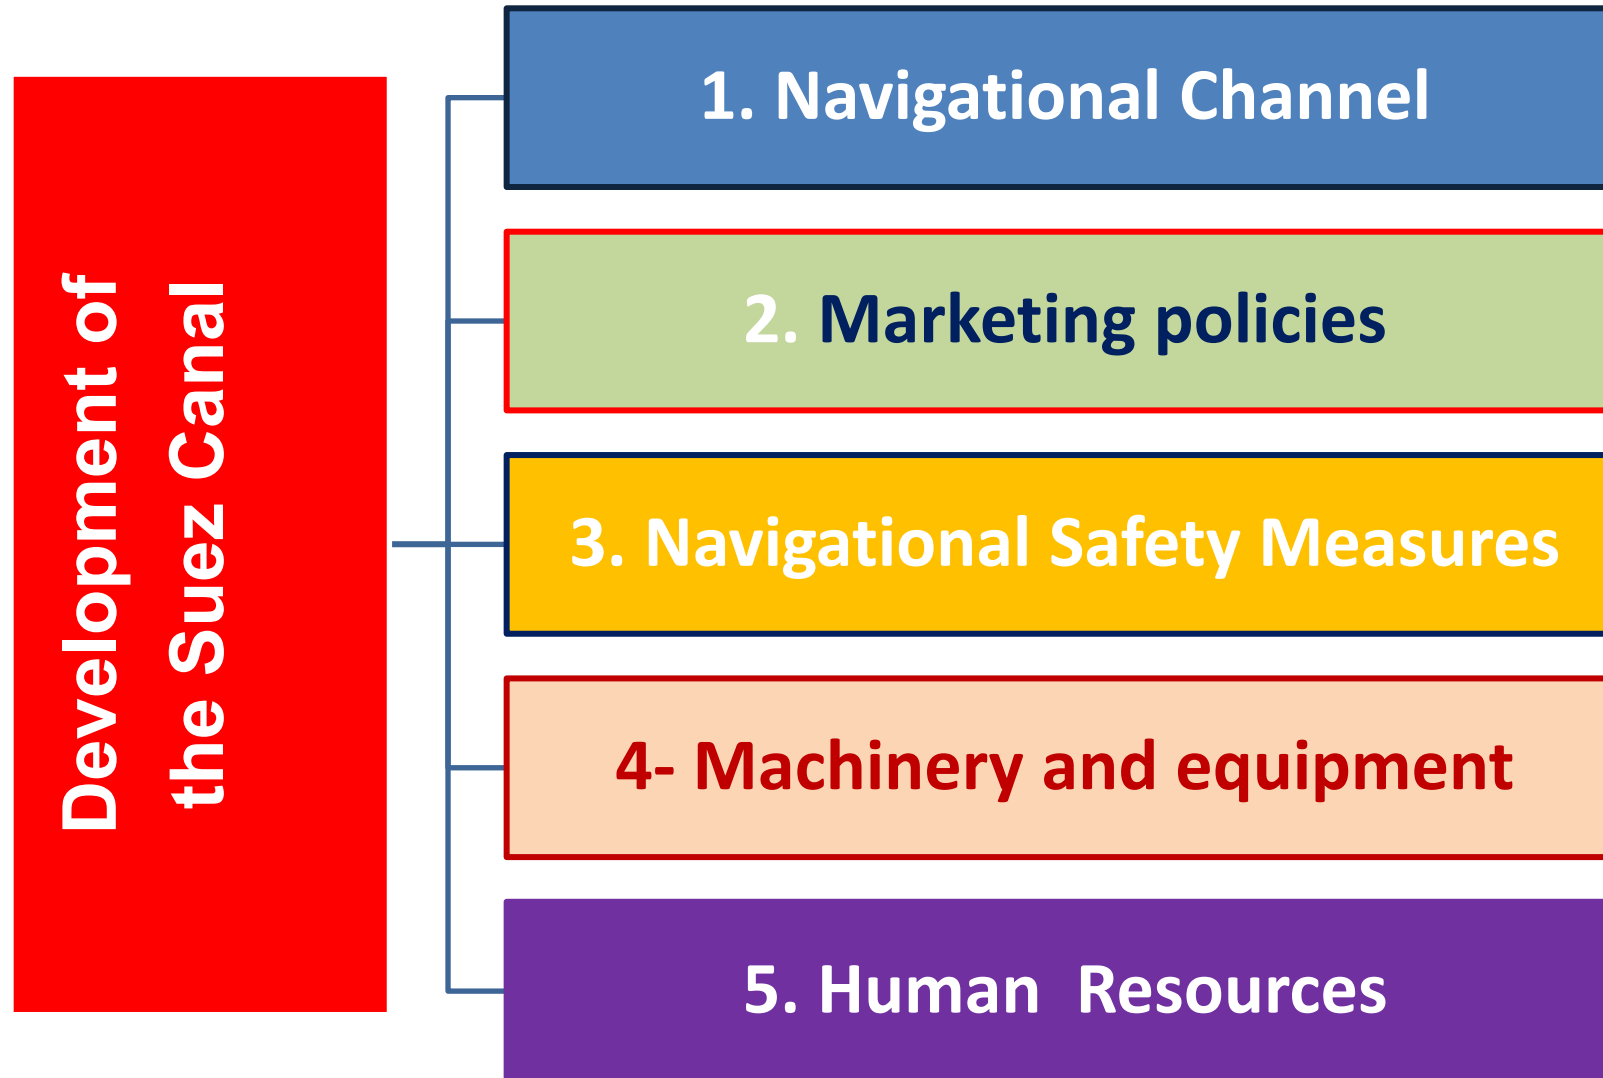 Development of
the Suez Canal
1. Navigational Channel
2. Marketing policies
3. Navigational Safety Measures
4- Machinery and equipment
5. Human  Resources